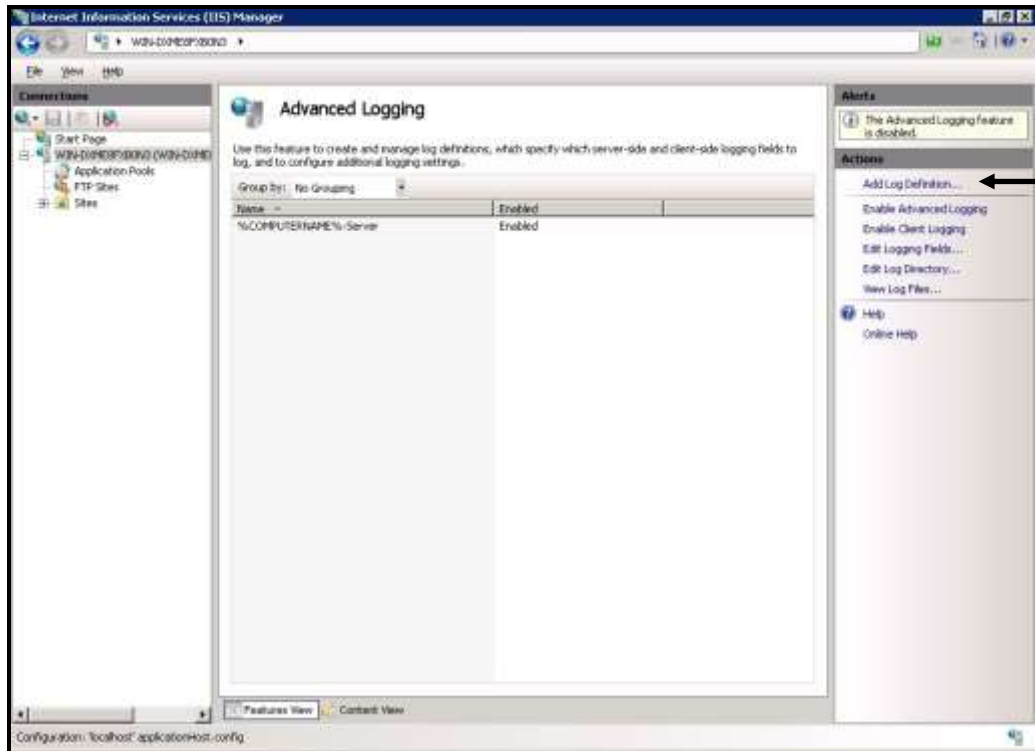 Internet Information Services (IIS) Manager
File View Help
Connections
Start Page
Application Pools
FTP Sites
Sites
Advanced Logging
Use this feature to create and manage log definitions, which specify which server-side and client-side logging fields to
log, and to configure additional logging settings.
Group by: No Grouping
Name Enabled
%COMPUTERNAME%-Server Enabled
Features View Content View
Alerts
The Advanced Logging feature
is disabled.
Actions
Add Log Definition...
Enable Advanced Logging
Enable Client Logging
Edit Logging Fields...
Edit Log Directory...
View Log Files...
Help
Online Help
Configuration: 'localhost' applicationHost.config